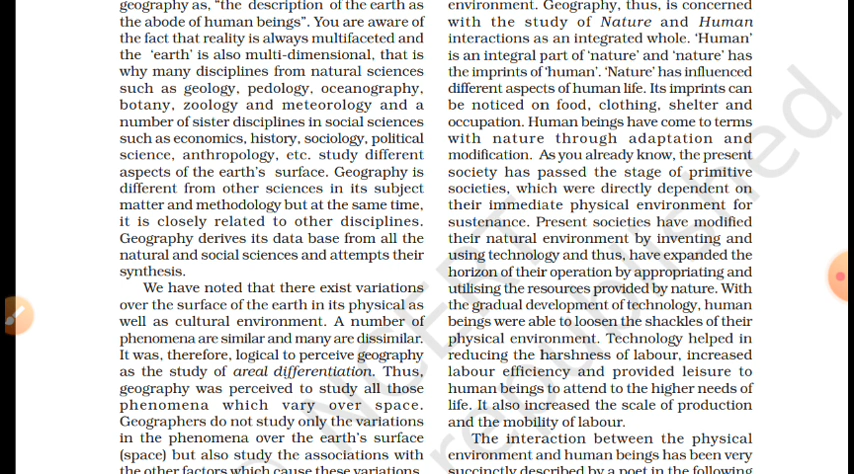 geography as, “the description of the earth as
the abode of human beings”. You are aware of
the fact that reality is always multifaceted and
the ‘earth’ is also multi-dimensional, that is
why many disciplines from natural sciences
such as geology, pedology, oceanography,
botany, zoology and meteorology and a
number of sister disciplines in social sciences
such as economics, history, sociology, political
science, anthropology, etc. study different
aspects of the earth’s surface. Geography is
different from other sciences in its subject
matter and methodology but at the same time,
it is closely related to other disciplines.
Geography derives its data base from all the
natural and social sciences and attempts their
synthesis.
We have noted that there exist variations
over the surface of the earth in its physical as
well as cultural environment. A number of
phenomena are similar and many are dissimilar.
It was, therefore, logical to perceive geography
as the study of areal differentiation. Thus,
geography was perceived to study all those
phenomena which vary over space.
Geographers do not study only the variations
in the phenomena over the earth’s surface
(space) but also study the associations with
the other factors which cause these variations.
environment. Geography, thus, is concerned
with the study of Nature and Human
interactions as an integrated whole. ‘Human’
is an integral part of ‘nature’ and ‘nature’ has
the imprints of ‘human’. ‘Nature’ has influenced
different aspects of human life. Its imprints can
be noticed on food, clothing, shelter and
occupation. Human beings have come to terms
with nature through adaptation and
modification. As you already know, the present
society has passed the stage of primitive
societies, which were directly dependent on
their immediate physical environment for
sustenance. Present societies have modified
their natural environment by inventing and
using technology and thus, have expanded the
horizon of their operation by appropriating and
utilising the resources provided by nature. With
the gradual development of technology, human
beings were able to loosen the shackles of their
physical environment. Technology helped in
reducing the harshness of labour, increased
labour efficiency and provided leisure to
human beings to attend to the higher needs of
life. It also increased the scale of production
and the mobility of labour.
The interaction between the physical
environment and human beings has been very
succinctly described by a poet in the following
NCERT
republished